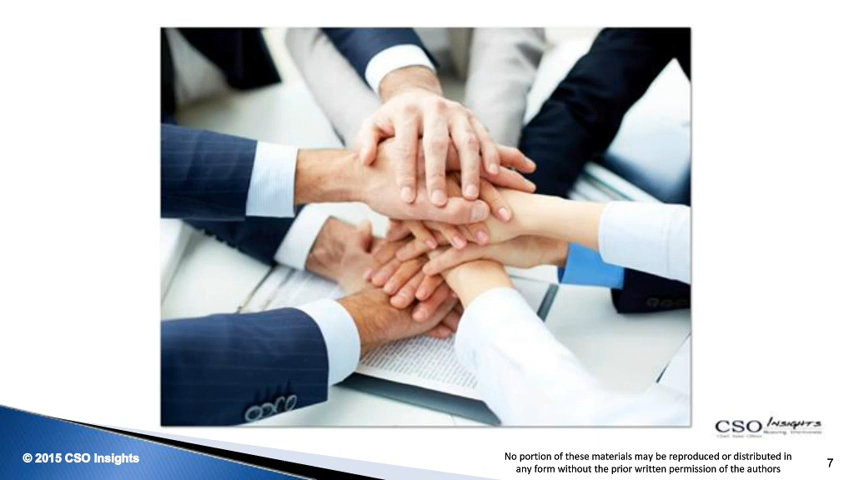 CSO INSIGHTS
© 2015 CSO Insights
No portion of these materials may be reproduced or distributed in
any form without the prior written permission of the authors
7